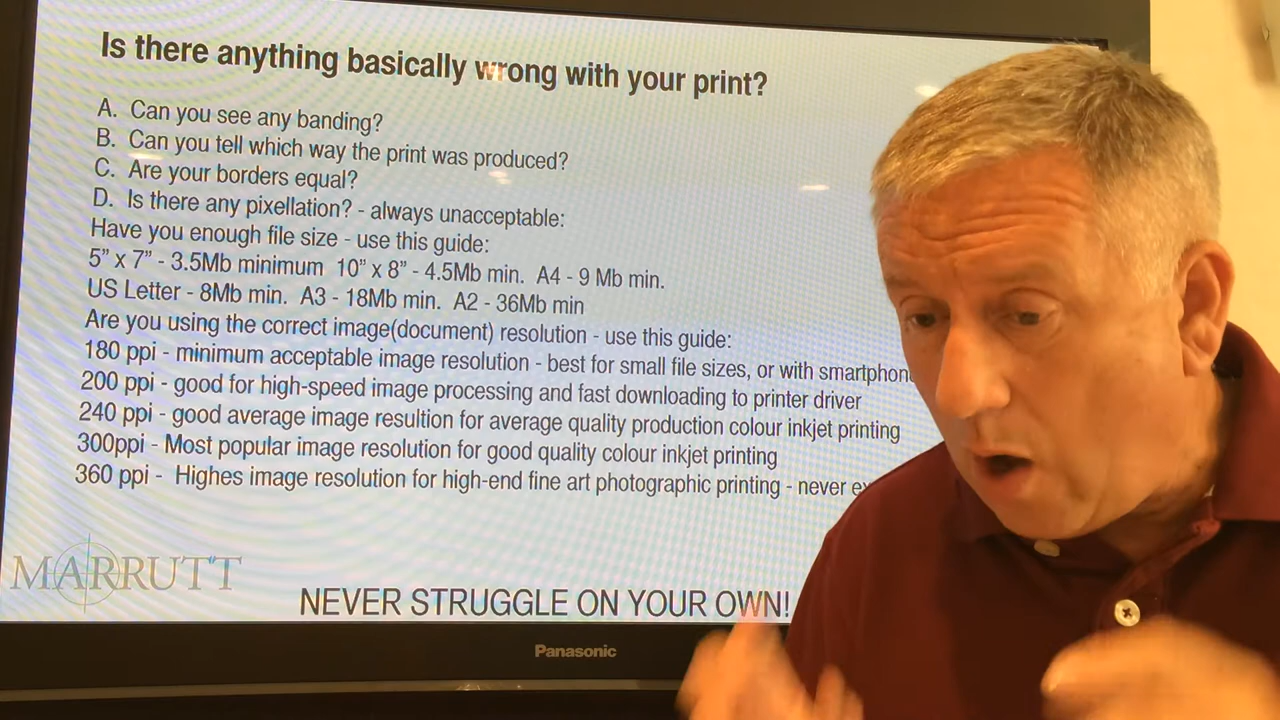 Is there anything basically wrong with your print?
A. Can you see any banding?
B. Can you tell which way the print was produced?
C. Are your borders equal?
D. Is there any pixellation? - always unacceptable:
Have you enough file size - use this guide:
5” x 7” - 3.5Mb minimum 10” x 8” - 4.5Mb min. A4 - 9 Mb min.
US Letter - 8Mb min. A3 - 18Mb min. A2 - 36Mb min
Are you using the correct image(document) resolution - use this guide:
180 ppi - minimum acceptable image resolution - best for small file sizes, or with smartphon
200 ppi - good for high-speed image processing and fast downloading to printer driver
240 ppi - good average image resultion for average quality production colour inkjet printing
300ppi - Most popular image resolution for good quality colour inkjet printing
360 ppi - Highes image resolution for high-end fine art photographic printing - never
MARRUTT
NEVER STRUGGLE ON YOUR OWN!
Panasonic